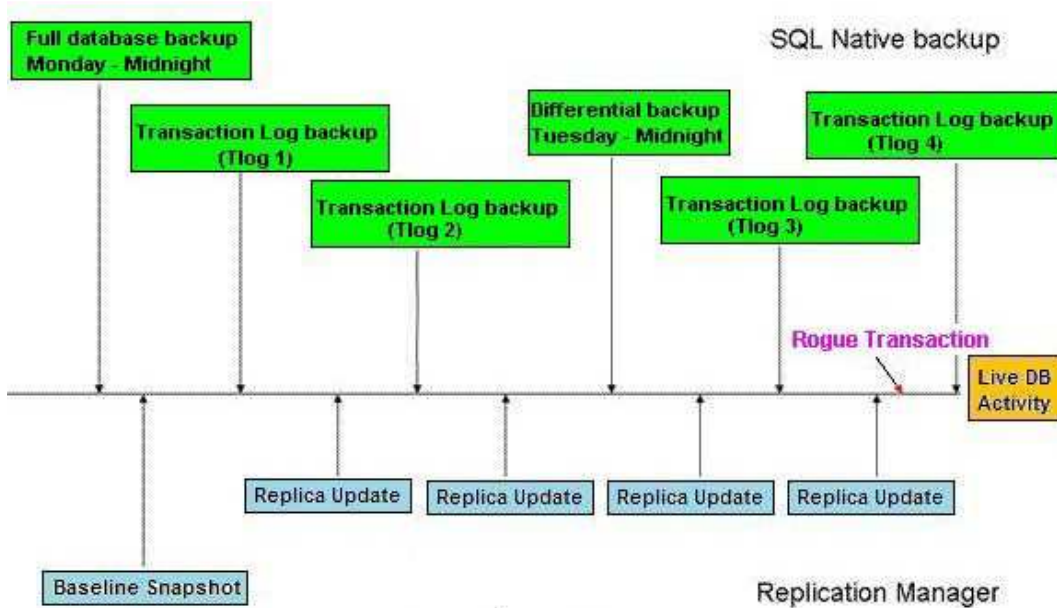 Full database backup
Monday - Midnight
SQL Native backup
Transaction Log backup
(Tlog 1)
Differential backup
Tuesday - Midnight
Transaction Log backup
(Tlog 4)
Transaction Log backup
(Tlog 2)
Transaction Log backup
(Tlog 3)
Rogue Transaction
Live DB
Activity
Replica Update
Replica Update
Replica Update
Replica Update
Baseline Snapshot
Replication Manager